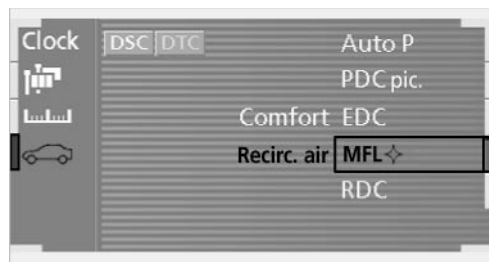 Clock DSC DTC Auto P
PDC pic.
Comfort EDC
Recirc. air MFL
RDC